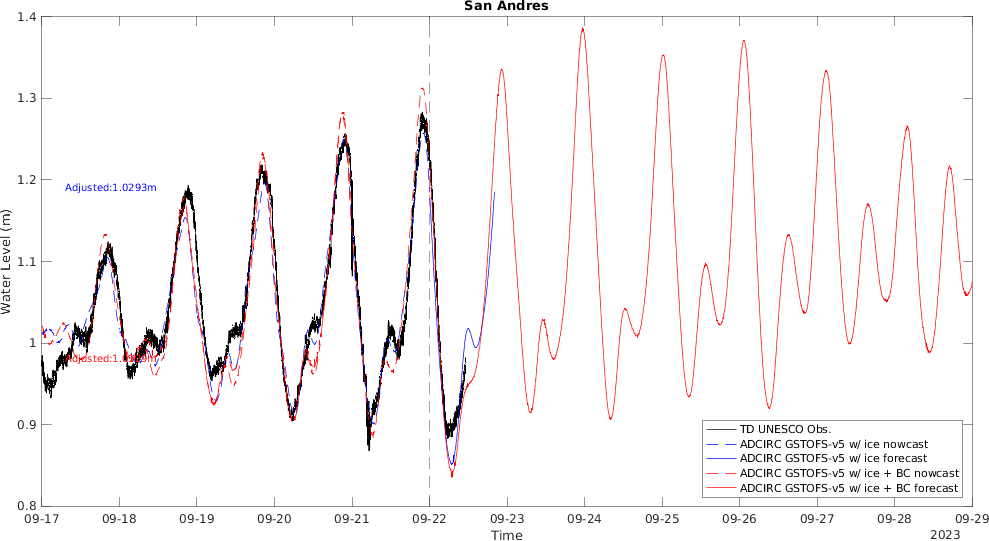 San Andres
Water Level (m)
1.4
1.3
1.2
1.1
1
0.9
0.8
Adjusted:1.0293m
TD UNESCO Obs.
ADCIRC GSTOFS-v5 w/ ice nowcast
ADCIRC GSTOFS-v5 w/ ice forecast
ADCIRC GSTOFS-v5 w/ ice + BC nowcast
ADCIRC GSTOFS-v5 w/ ice + BC forecast
09-17 09-18 09-19 09-20 09-21 09-22 09-23 09-24 09-25 09-26 09-27 09-28 09-29
Time
2023